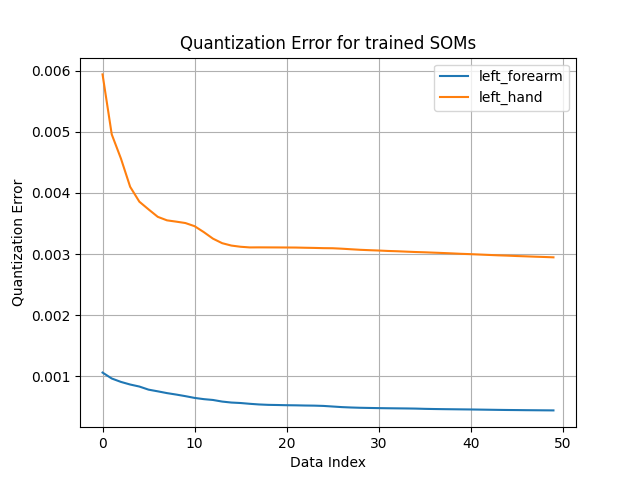 Quantization Error for trained SOMs
left_forearm
left_hand
0.006
0.005
0.004
0.003
0.002
0.001
Quantization Error
0 10 20 30 40 50
Data Index